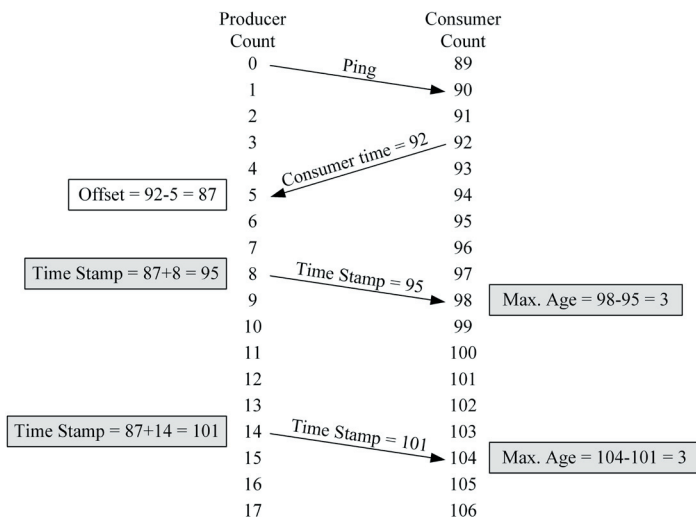 Producer Count
Consumer Count
0 89
Ping
1 90
2 91
3 92
Consumer time = 92
4 93
Offset = 92-5 = 87
5 94
6 95
7 96
Time Stamp = 87+8 = 95
8 97
Time Stamp = 95
9 98
Max. Age = 98-95 = 3
10 99
11 100
12 101
13 102
Time Stamp = 87+14 = 101
14 103
Time Stamp = 101
15 104
Max. Age = 104-101 = 3
16 105
17 106